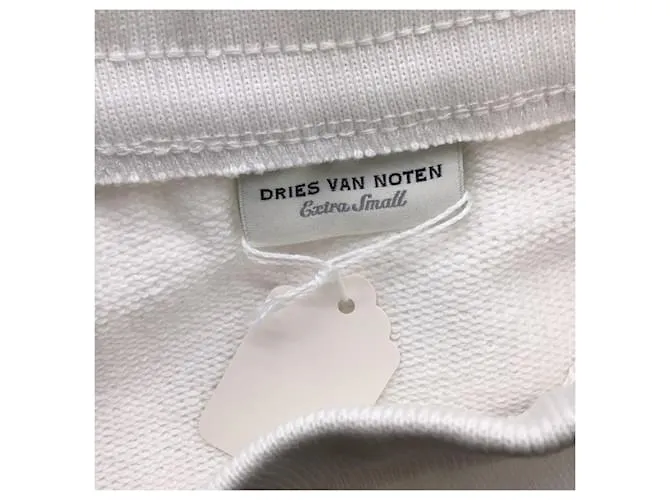 DRIES VAN NOTEN
Extra Small